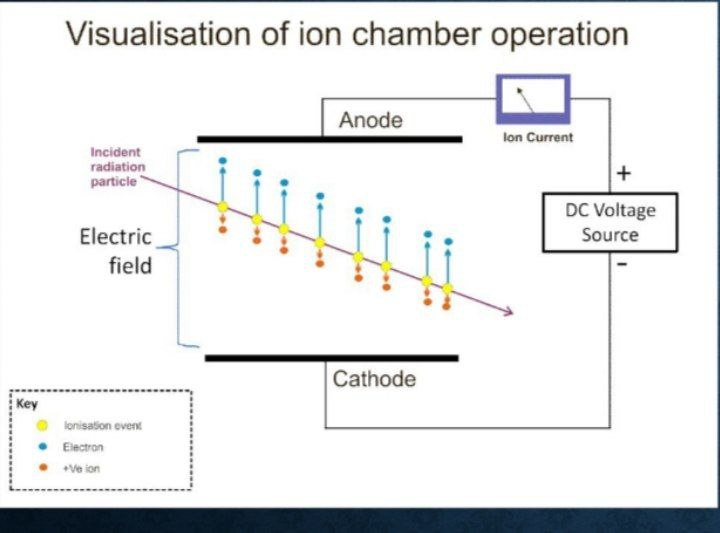 Visualisation of ion chamber operation
Anode
Ion Current
Incident
radiation
particle
+
DC Voltage
Source
-
Electric
field
Cathode
Key
Ionisation event
Electron
+Ve ion